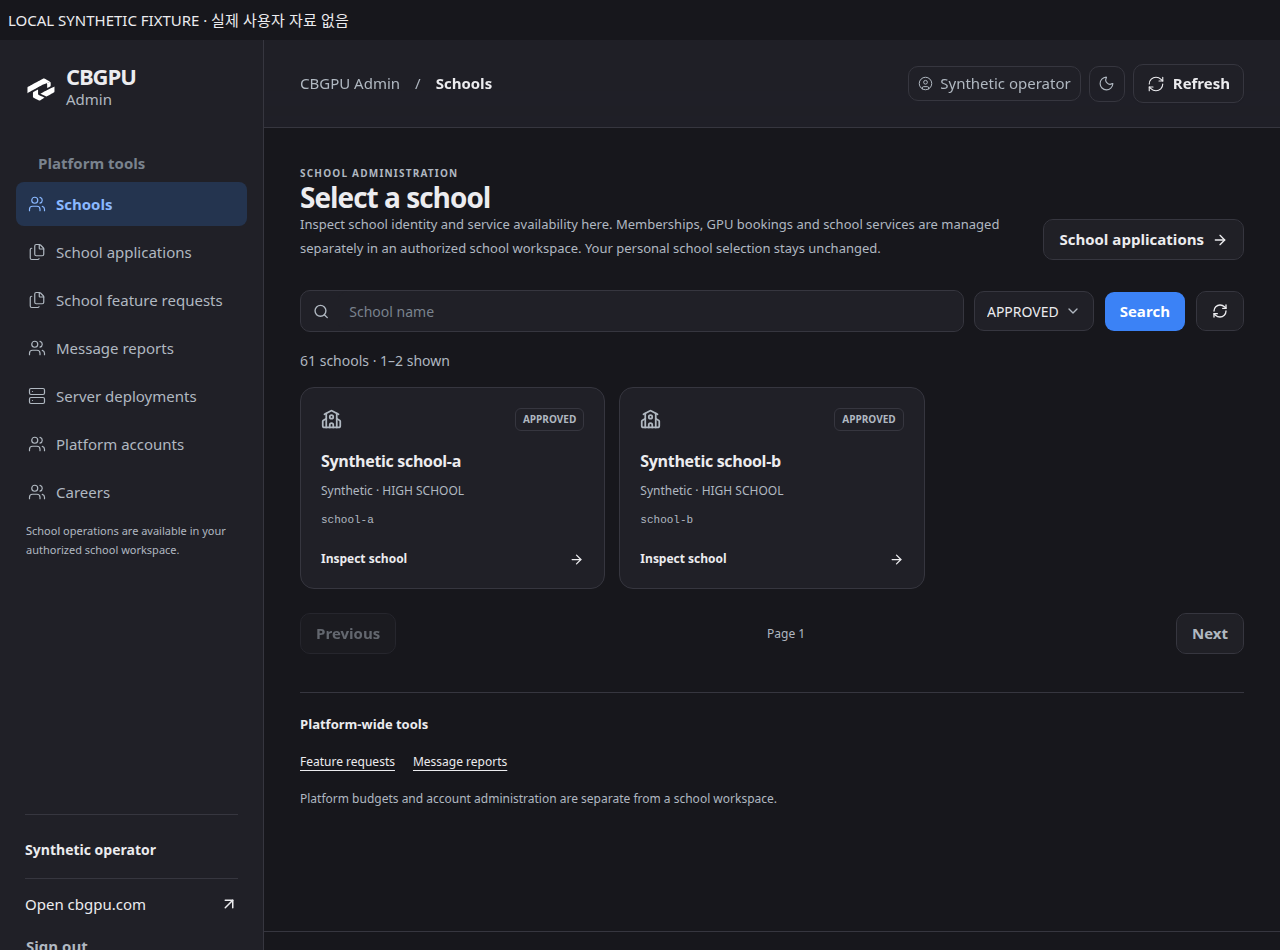 LOCAL SYNTHETIC FIXTURE · 실제 사용자 자료 없음
CBGPU
Admin
Platform tools
Schools
School applications
School feature requests
Message reports
Server deployments
Platform accounts
Careers
School operations are available in your
authorized school workspace.
Synthetic operator
Open cbgpu.com
Sign out
CBGPU Admin / Schools
Synthetic operator
Refresh
SCHOOL ADMINISTRATION
Select a school
Inspect school identity and service availability here. Memberships, GPU bookings and school services are managed
separately in an authorized school workspace. Your personal school selection stays unchanged.
School applications
School name
APPROVED
Search
61 schools · 1–2 shown
APPROVED
Synthetic school-a
Synthetic · HIGH SCHOOL
school-a
Inspect school
APPROVED
Synthetic school-b
Synthetic · HIGH SCHOOL
school-b
Inspect school
Previous
Page 1
Next
Platform-wide tools
Feature requests Message reports
Platform budgets and account administration are separate from a school workspace.